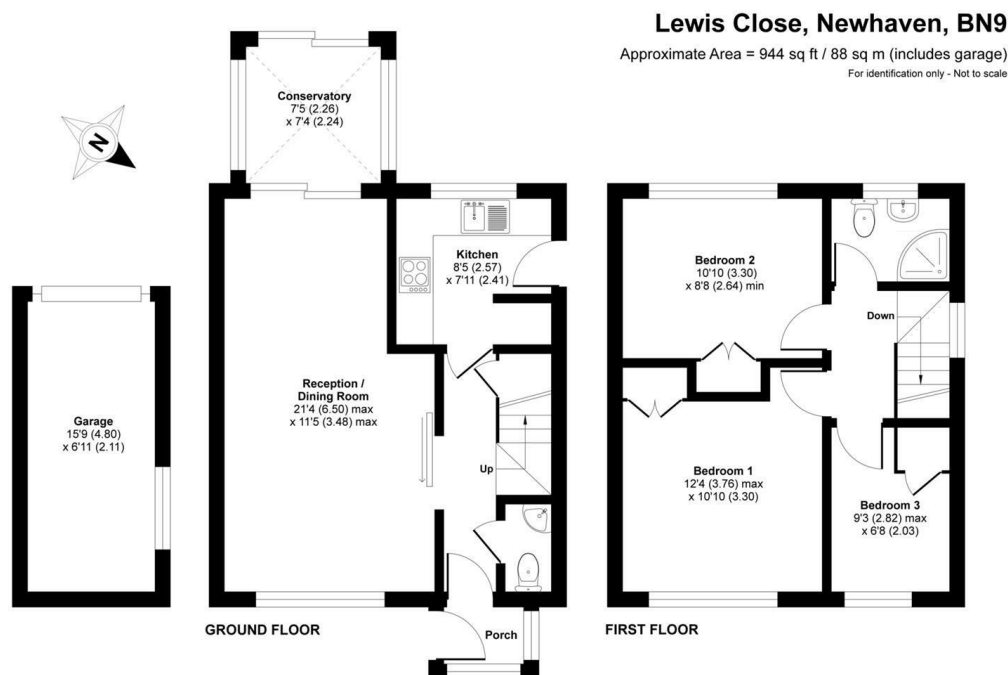 Lewis Close, Newhaven, BN9
Approximate Area = 944 sq ft / 88 sq m (includes garage)
For identification only - Not to scale
N
Conservatory
7'5 (2.26)
x 7'4 (2.24)
Kitchen
8'5 (2.57)
x 7'11 (2.41)
Reception /
Dining Room
21'4 (6.50) max
x 11'5 (3.48) max
Up
Garage
15'9 (4.80)
x 6'11 (2.11)
Porch
GROUND FLOOR
Bedroom 2
10'10 (3.30)
x 8'8 (2.64) min
Down
Bedroom 1
12'4 (3.76) max
x 10'10 (3.30)
Bedroom 3
9'3 (2.82) max
x 6'8 (2.03)
FIRST FLOOR